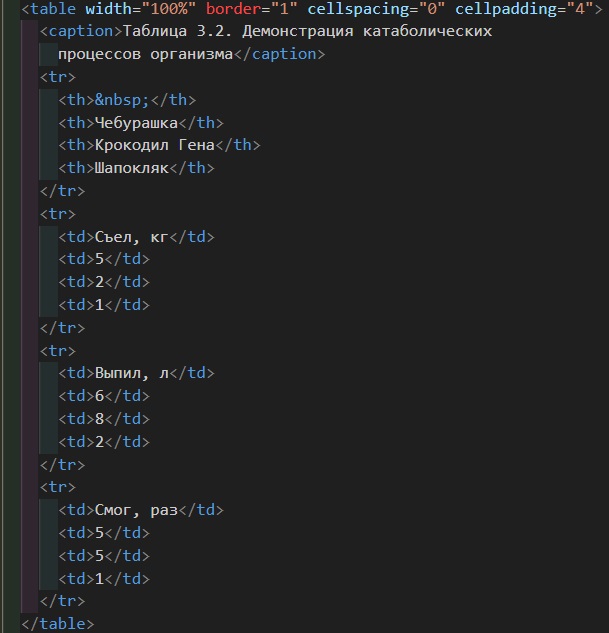 <table width="100%" border="1" cellspacing="0" cellpadding="4">
<caption>Таблица 3.2. Демонстрация катаболических
процессов организма</caption>
<tr>
<th>&nbsp;</th>
<th>Чебурашка</th>
<th>Крокодил Гена</th>
<th>Шапокляк</th>
</tr>
<tr>
<td>Съел, кг</td>
<td>5</td>
<td>2</td>
<td>1</td>
</tr>
<tr>
<td>Выпил, л</td>
<td>6</td>
<td>8</td>
<td>2</td>
</tr>
<tr>
<td>Смог, раз</td>
<td>5</td>
<td>5</td>
<td>1</td>
</tr>
</table>